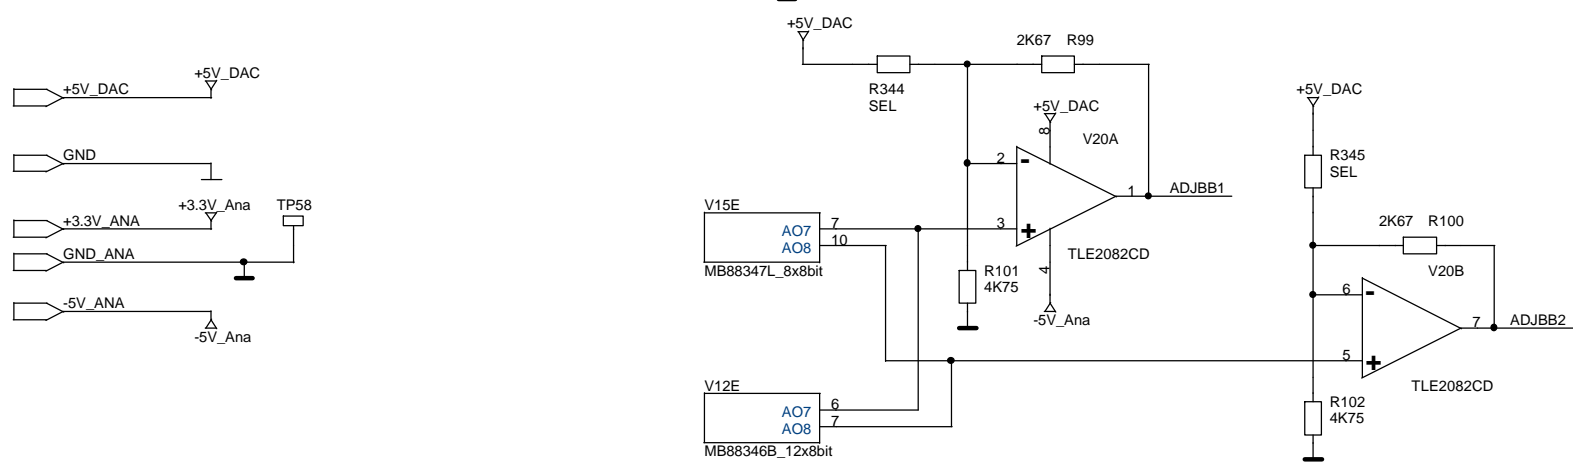 +5V_DAC
+5V_DAC
GND
+3.3V_Ana
+3.3V_ANA
TP58
GND_ANA
-5V_ANA
-5V_Ana
+5V_DAC
2K67 R99
R344
SEL
+5V_DAC
8
V20A
2
-
1
ADJBB1
3
+
TLE2082CD
4
-5V_Ana
R101
4K75
V15E
AO7 7
AO8 10
MB88347L_8x8bit
V12E
AO7 6
AO8 7
MB88346B_12x8bit
+5V_DAC
R345
SEL
2K67 R100
V20B
6
-
7
ADJBB2
5
+
TLE2082CD
R102
4K75